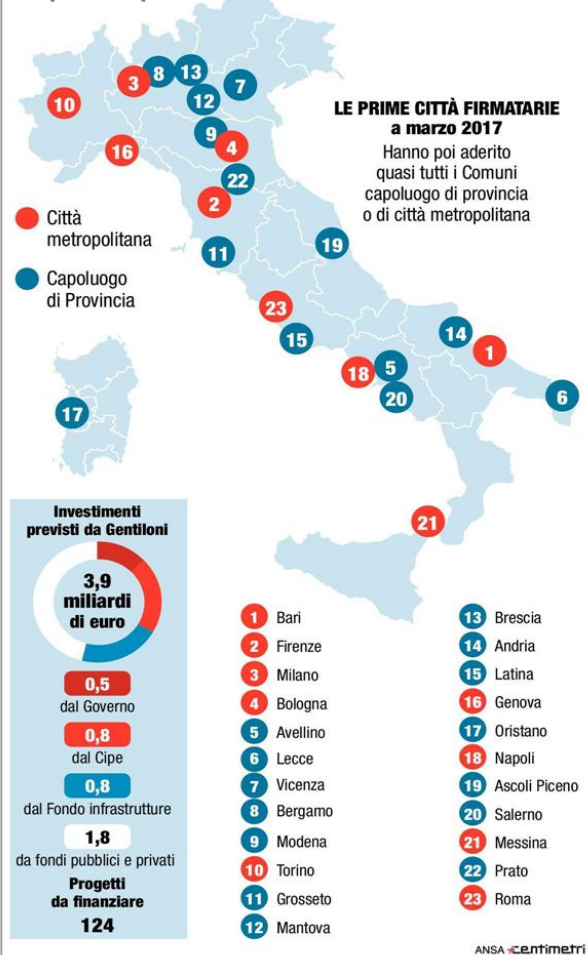 8
13
3
7
10
12
LE PRIME CITTÀ FIRMATARIE
a marzo 2017
Hanno poi aderito
quasi tutti i Comuni
capoluogo di provincia
o di città metropolitana
9
4
16
22
2
Città
metropolitana
19
11
Capoluogo
di Provincia
23
14
15
1
18
5
6
20
17
21
Investimenti
previsti da Gentiloni
3,9
miliardi
di euro
0,5
dal Governo
0,8
dal Cipe
0,8
dal Fondo infrastrutture
1,8
da fondi pubblici e privati
Progetti
da finanziare
124
1 Bari
2 Firenze
3 Milano
4 Bologna
5 Avellino
6 Lecce
7 Vicenza
8 Bergamo
9 Modena
10 Torino
11 Grosseto
12 Mantova
13 Brescia
14 Andria
15 Latina
16 Genova
17 Oristano
18 Napoli
19 Ascoli Piceno
20 Salerno
21 Messina
22 Prato
23 Roma
ANSA centimetri